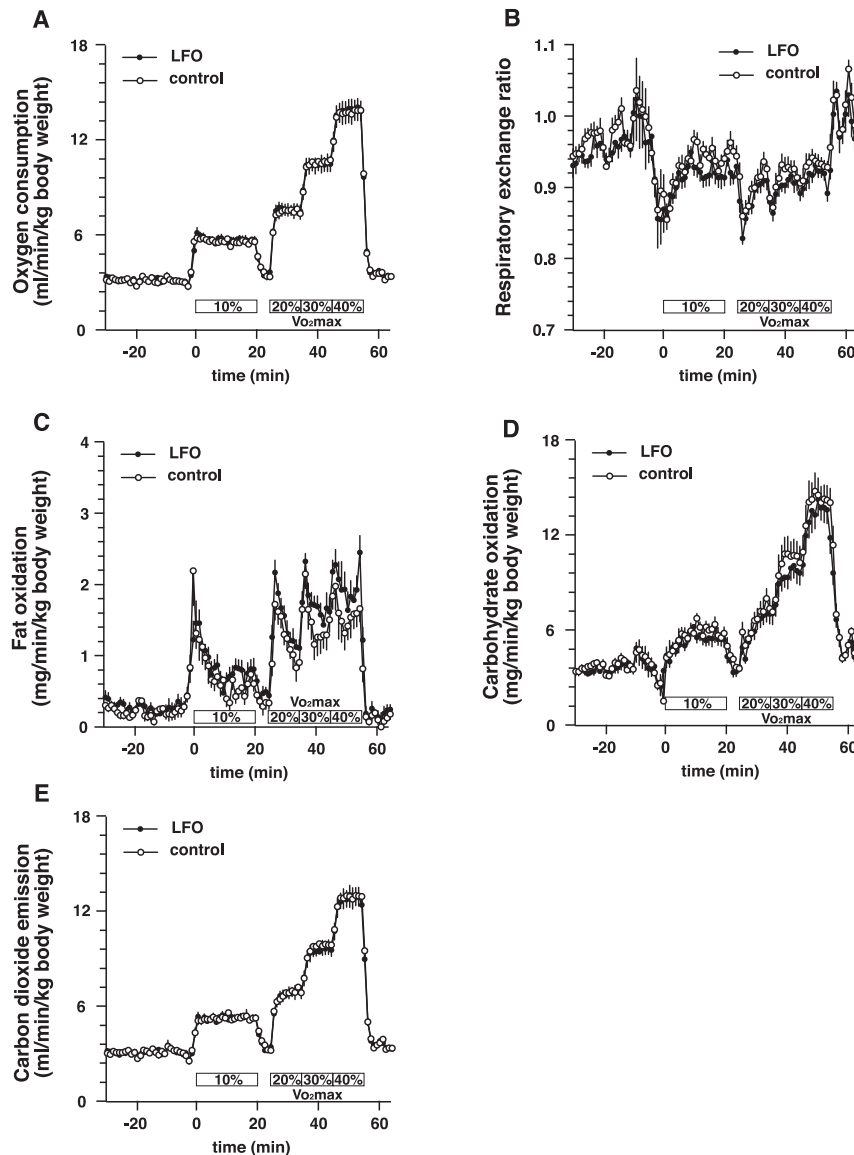 A
LFO
control
18
12
6
0
Oxygen consumption
(ml/min/kg body weight)
10%
20% 30% 40%
Vo2max
-20 0 20 40 60
time (min)
B
LFO
control
1.1
1.0
0.9
0.8
0.7
Respiratory exchange ratio
10%
20% 30% 40%
Vo2max
-20 0 20 40 60
time (min)
C
LFO
control
4
3
2
1
0
Fat oxidation
(mg/min/kg body weight)
Vo2max
10%
20% 30% 40%
-20 0 20 40 60
time (min)
D
LFO
control
18
12
6
0
Carbohydrate oxidation
(mg/min/kg body weight)
10%
20% 30% 40%
Vo2max
-20 0 20 40 60
time (min)
E
LFO
control
18
12
6
0
Carbon dioxide emission
(ml/min/kg body weight)
10%
20% 30% 40%
Vo2max
-20 0 20 40 60
time (min)